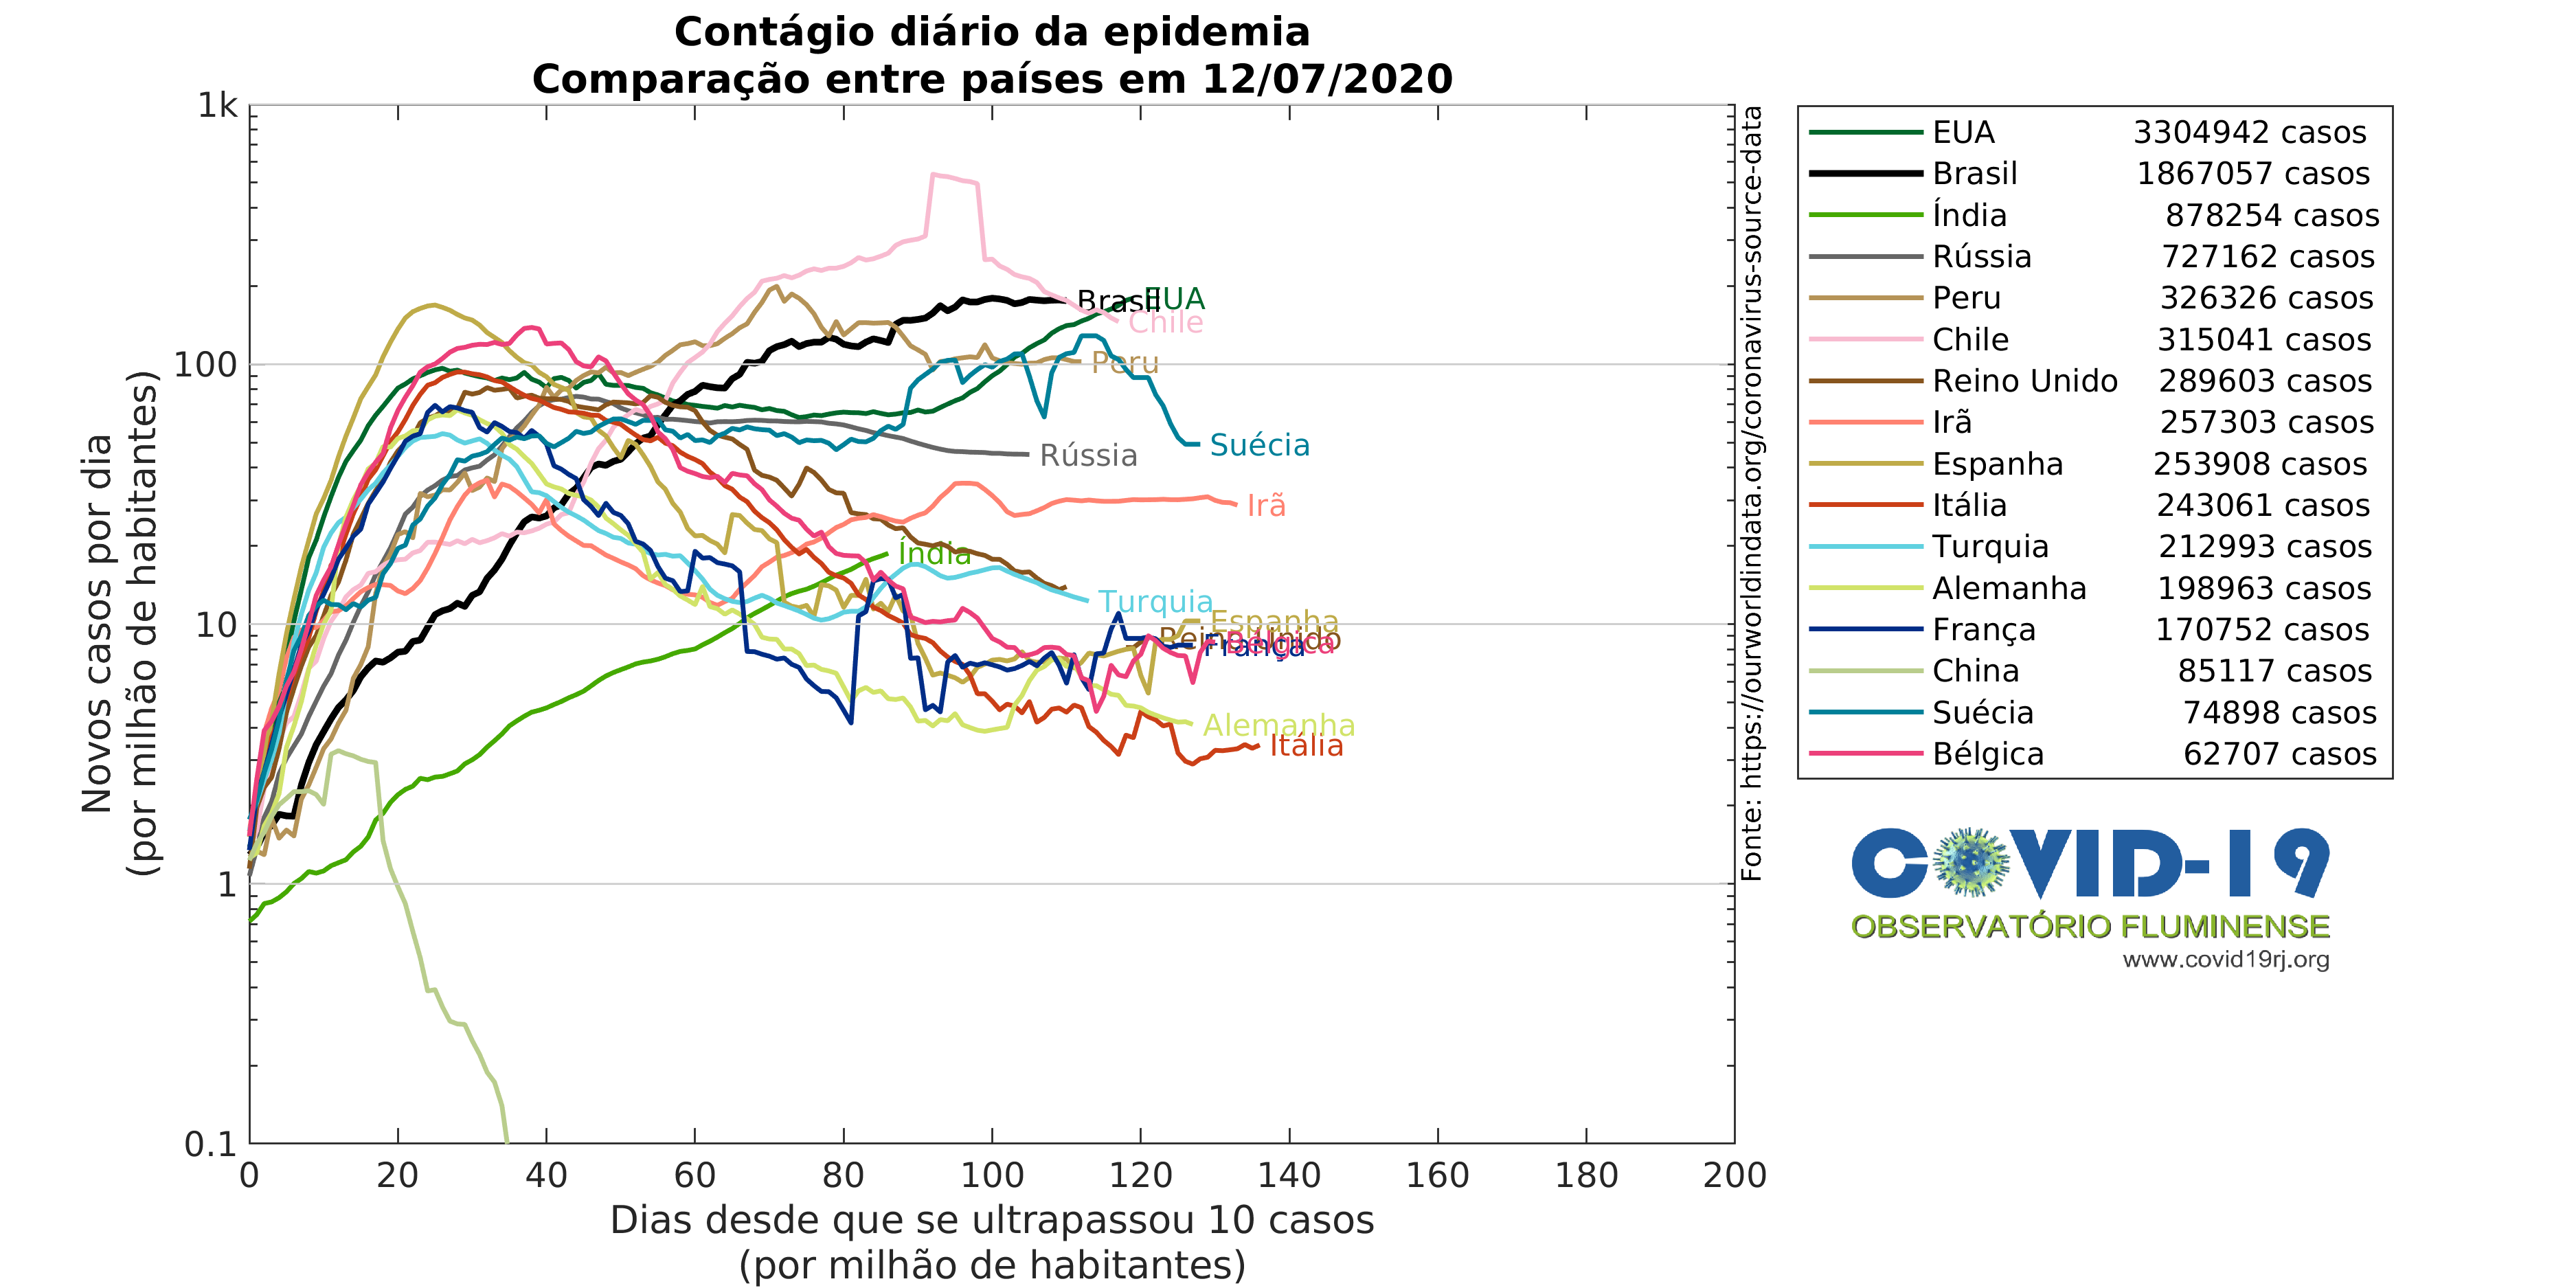 Contágio diário da epidemia
Comparação entre países em 12/07/2020
Novos casos por dia
(por milhão de habitantes)
1k
100
10
1
0.1
0 20 40 60 80 100 120 140 160 180 200
Dias desde que se ultrapassou 10 casos
(por milhão de habitantes)
Brasil
EUA
Chile
Peru
Suécia
Rússia
Irã
Índia
Turquia
Espanha
Reino Unido
Bélgica
França
Alemanha
Itália
Fonte: https://ourworldindata.org/coronavirus-source-data
EUA 3304942 casos
Brasil 1867057 casos
Índia 878254 casos
Rússia 727162 casos
Peru 326326 casos
Chile 315041 casos
Reino Unido 289603 casos
Irã 257303 casos
Espanha 253908 casos
Itália 243061 casos
Turquia 212993 casos
Alemanha 198963 casos
França 170752 casos
China 85117 casos
Suécia 74898 casos
Bélgica 62707 casos
COVID-19
OBSERVATÓRIO FLUMINENSE
www.covid19rj.org